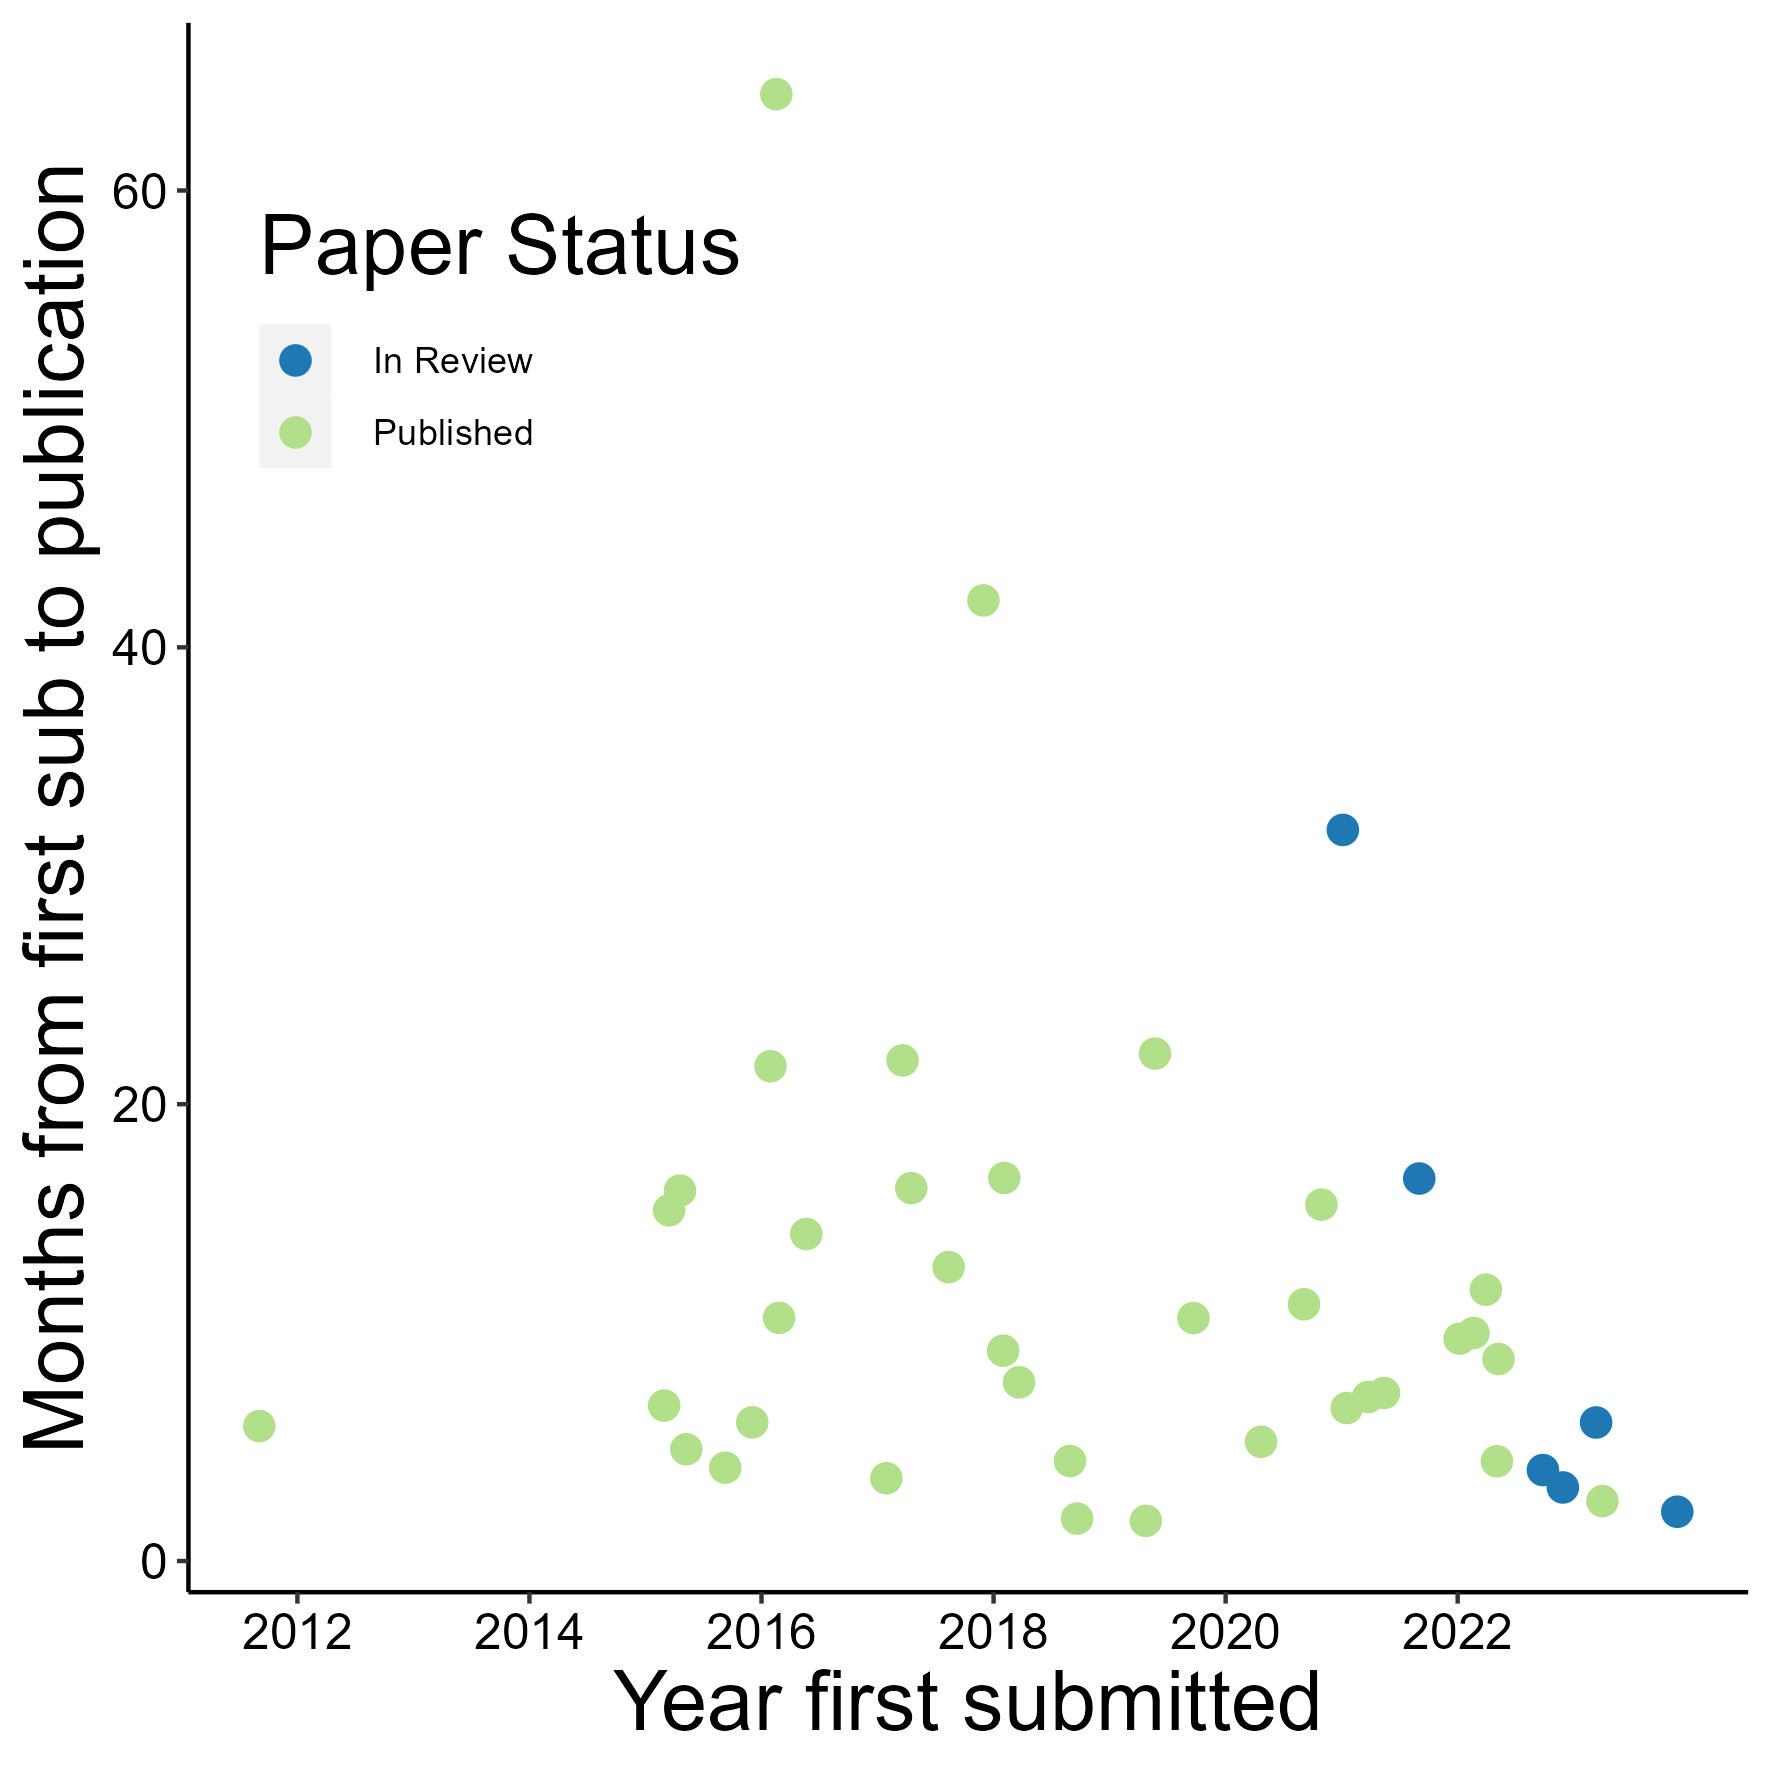 Months from first sub to publication
60
40
20
0
Paper Status
In Review
Published
2012 2014 2016 2018 2020 2022
Year first submitted